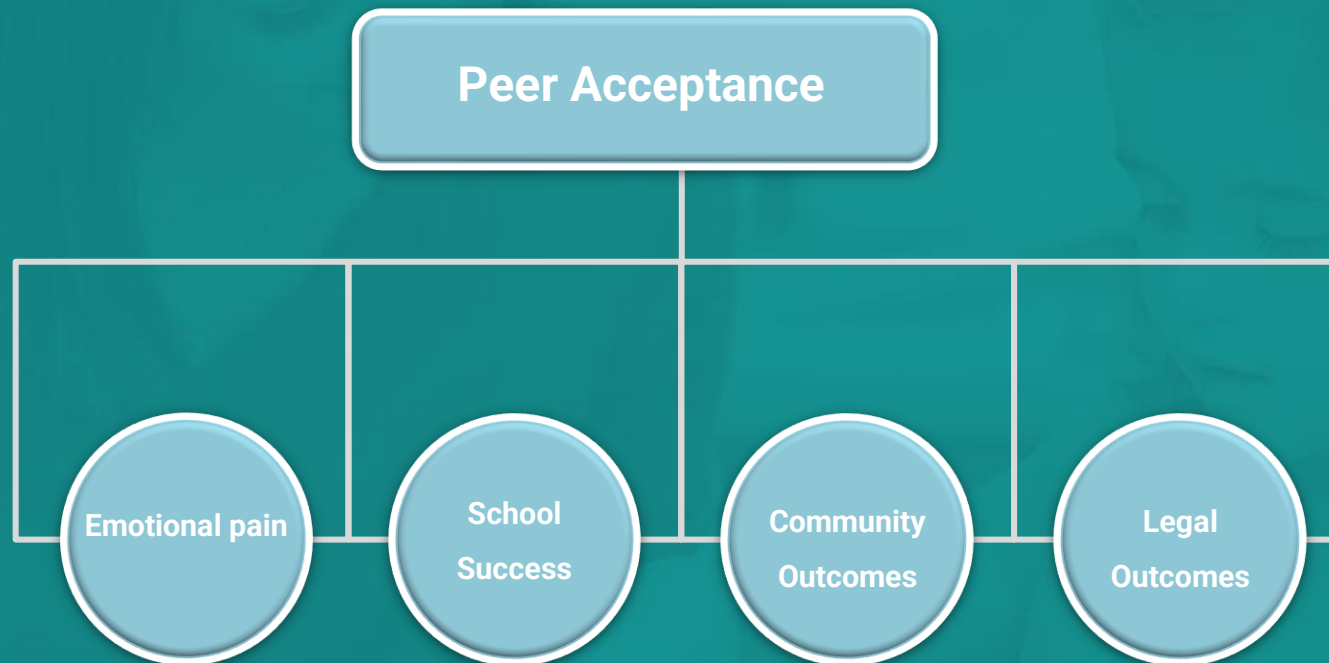 Peer Acceptance
Emotional pain
School
Success
Community
Outcomes
Legal
Outcomes